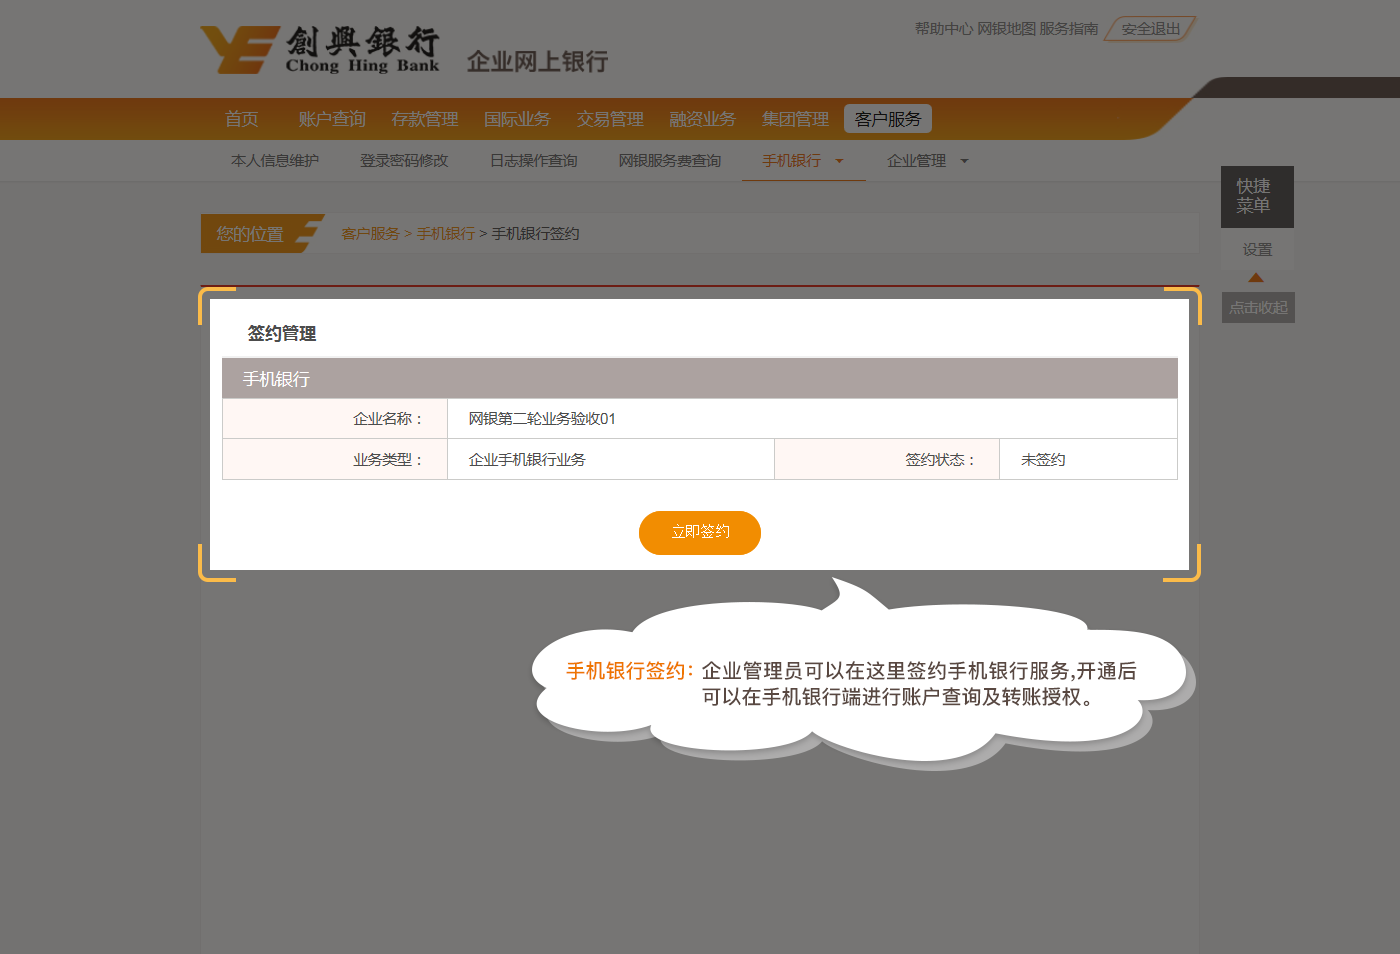 創興銀行
Chong Hing Bank
企业网上银行
帮助中心 网银地图 服务指南 安全退出
首页 账户查询 存款管理 国际业务 交易管理 融资业务 集团管理 客户服务
本人信息维护 登录密码修改 日志操作查询 网银服务费查询 手机银行 企业管理
快捷
菜单
设置
点击收起
您的位置 客户服务 > 手机银行 > 手机银行签约
签约管理
手机银行
企业名称： 网银第二轮业务验收01
业务类型： 企业手机银行业务 签约状态： 未签约
立即签约
手机银行签约：企业管理员可以在这里签约手机银行服务,开通后
可以在手机银行端进行账户查询及转账授权。